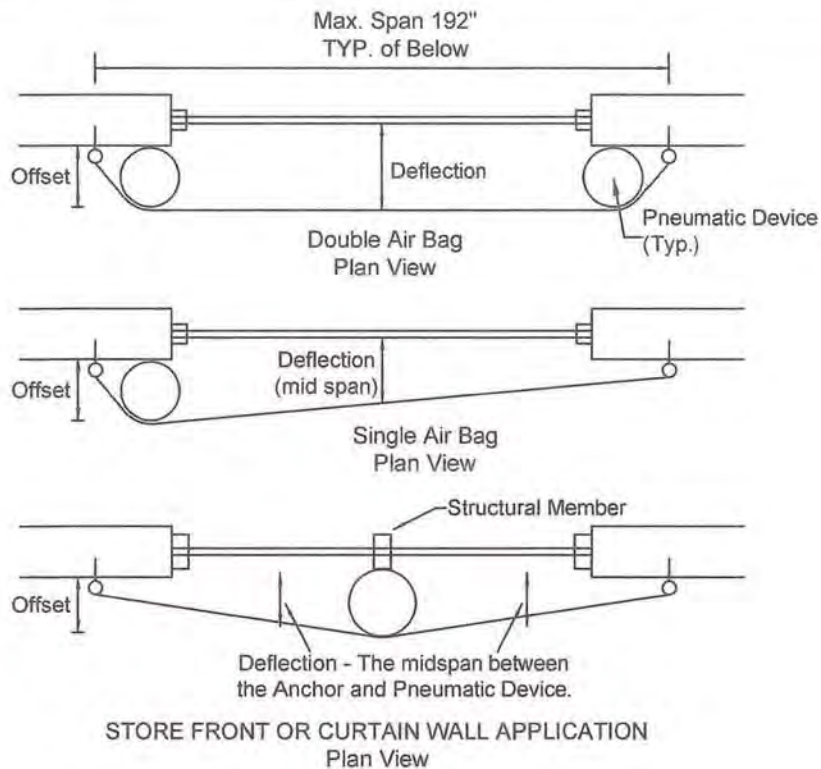 Max. Span 192"
TYP. of Below
Offset
Deflection
Pneumatic Device
(Typ.)
Double Air Bag
Plan View
Offset
Deflection
(mid span)
Single Air Bag
Plan View
Structural Member
Offset
Deflection - The midspan between
the Anchor and Pneumatic Device.
STORE FRONT OR CURTAIN WALL APPLICATION
Plan View